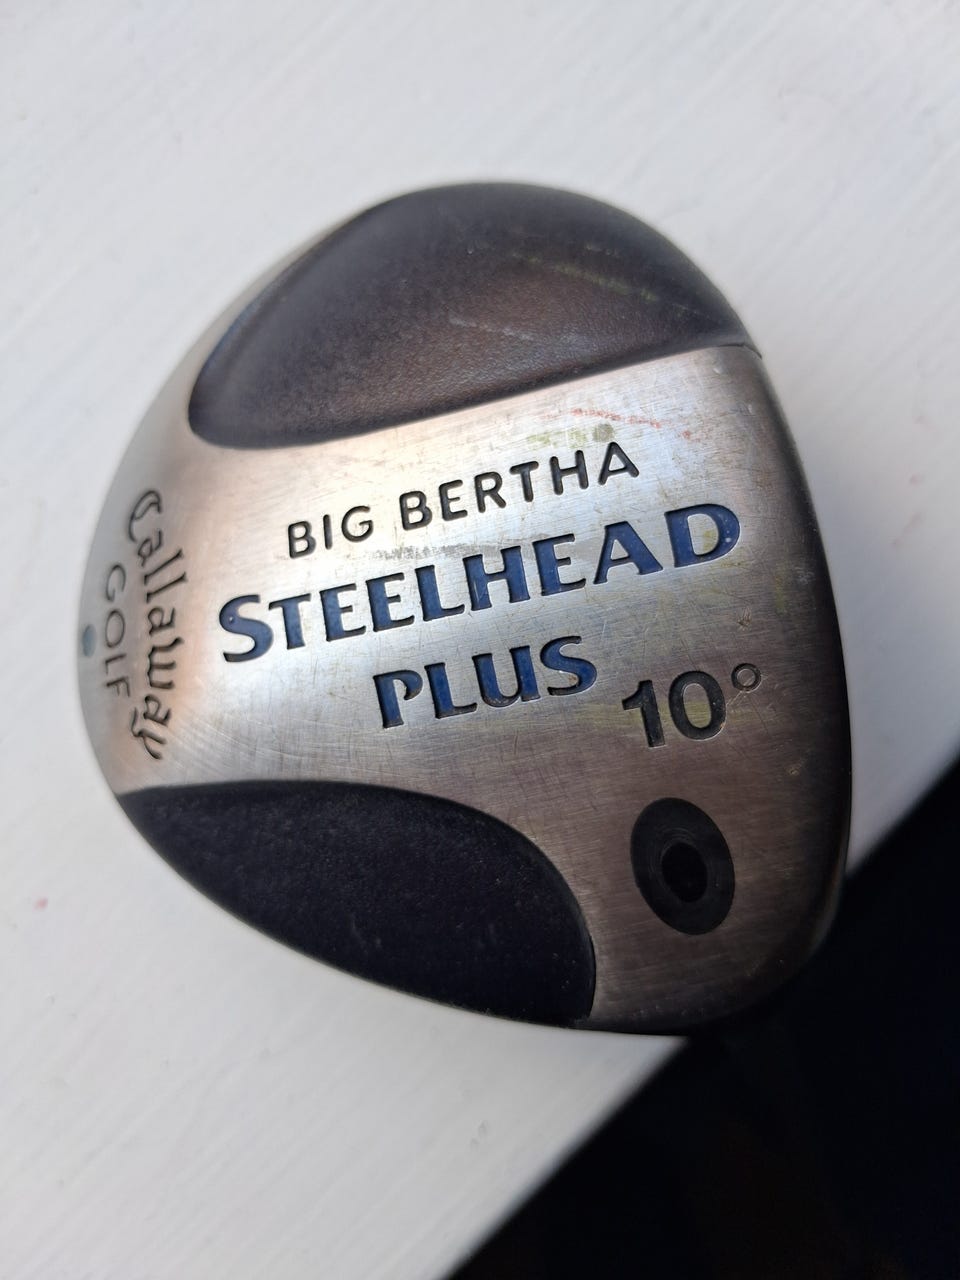 BIG BERTHA
STEELHEAD
PLUS
10°
Callaway
GOLF